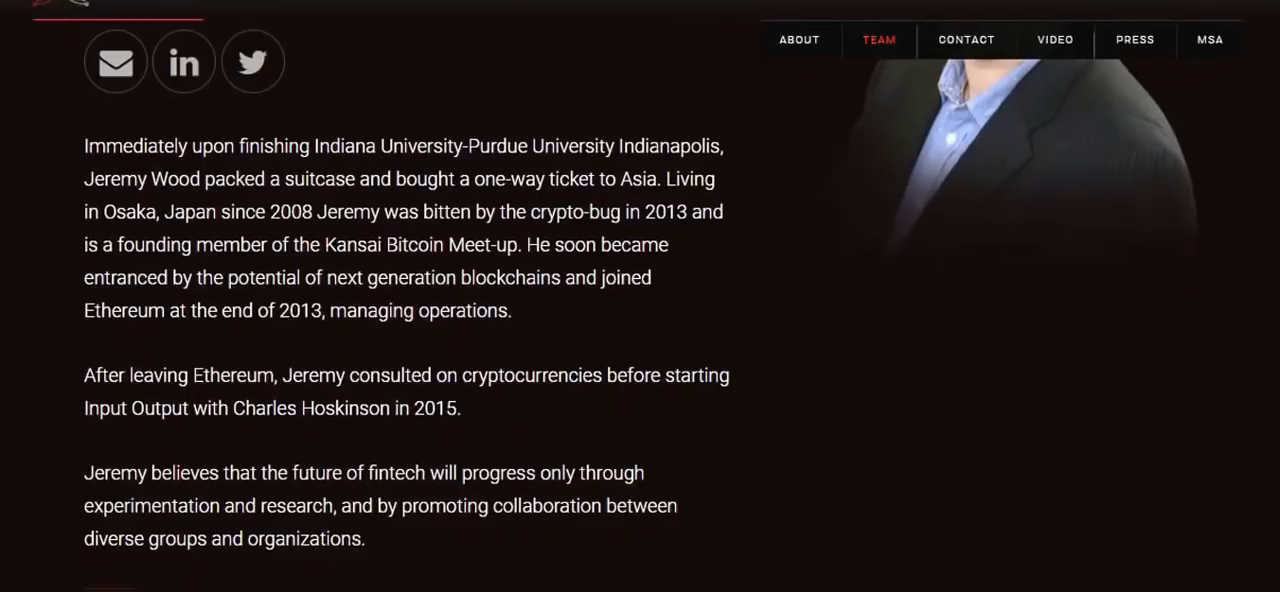 ABOUT TEAM CONTACT VIDEO PRESS MSA
in
Immediately upon finishing Indiana University-Purdue University Indianapolis,
Jeremy Wood packed a suitcase and bought a one-way ticket to Asia. Living
in Osaka, Japan since 2008 Jeremy was bitten by the crypto-bug in 2013 and
is a founding member of the Kansai Bitcoin Meet-up. He soon became
entranced by the potential of next generation blockchains and joined
Ethereum at the end of 2013, managing operations.
After leaving Ethereum, Jeremy consulted on cryptocurrencies before starting
Input Output with Charles Hoskinson in 2015.
Jeremy believes that the future of fintech will progress only through
experimentation and research, and by promoting collaboration between
diverse groups and organizations.